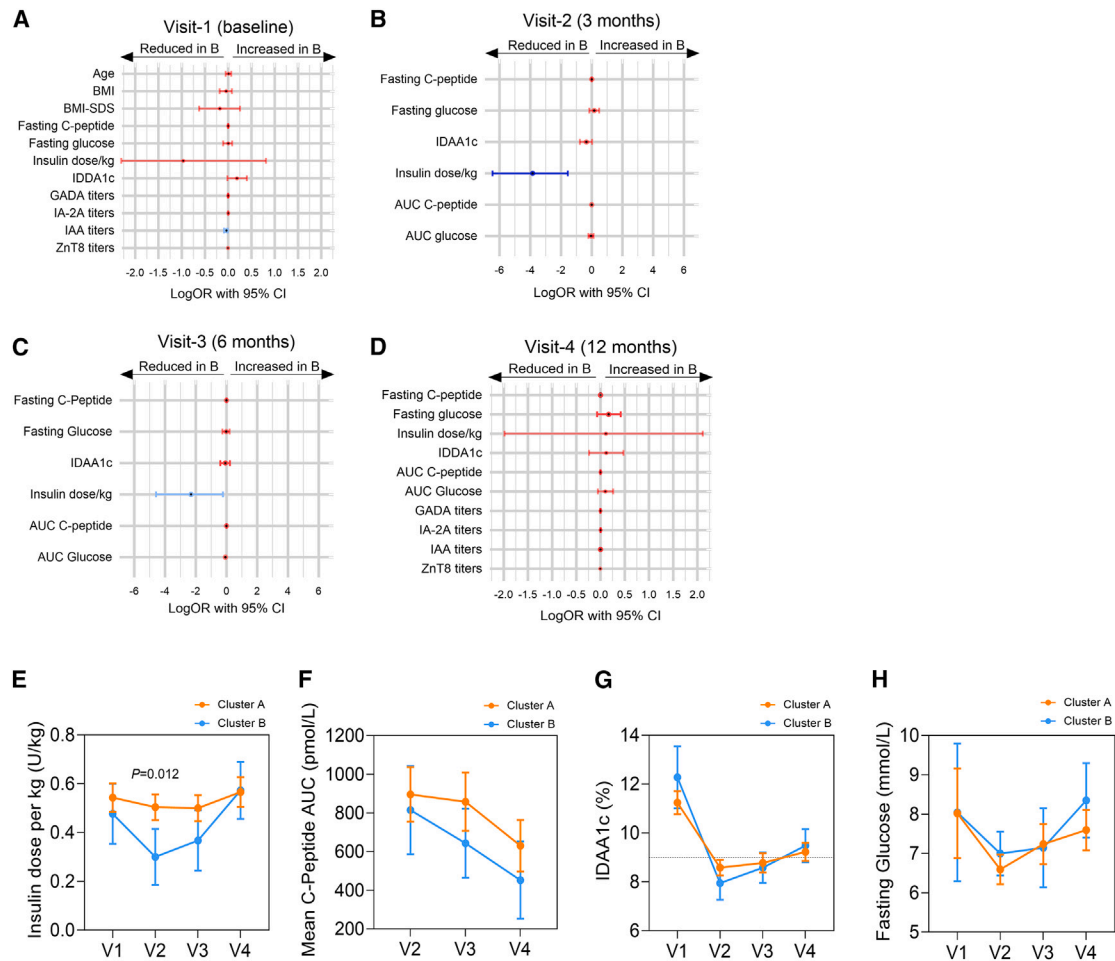 A
Visit-1 (baseline)
Reduced in B
Increased in B
Age
BMI
BMI-SDS
Fasting C-peptide
Fasting glucose
Insulin dose/kg
IDDA1c
GADA titers
IA-2A titers
IAA titers
ZnT8 titers
-2.0 -1.5 -1.0 -0.5 0.0 0.5 1.0 1.5 2.0
LogOR with 95% CI
B
Visit-2 (3 months)
Reduced in B
Increased in B
Fasting C-peptide
Fasting glucose
IDAA1c
Insulin dose/kg
AUC C-peptide
AUC glucose
-6 -4 -2 0 2 4 6
LogOR with 95% CI
C
Visit-3 (6 months)
Reduced in B
Increased in B
Fasting C-Peptide
Fasting Glucose
IDAA1c
Insulin dose/kg
AUC C-peptide
AUC Glucose
-6 -4 -2 0 2 4 6
LogOR with 95% CI
D
Visit-4 (12 months)
Reduced in B
Increased in B
Fasting C-peptide
Fasting glucose
Insulin dose/kg
IDDA1c
AUC C-peptide
AUC Glucose
GADA titers
IA-2A titers
IAA titers
ZnT8 titers
-2.0 -1.5 -1.0 -0.5 0.0 0.5 1.0 1.5 2.0
LogOR with 95% CI
E
Cluster A
Cluster B
Insulin dose per kg (U/kg)
0.8
0.6
0.4
0.2
0.0
P=0.012
V1 V2 V3 V4
F
Cluster A
Cluster B
Mean C-Peptide AUC (pmol/L)
1200
1000
800
600
400
200
V2 V3 V4
G
Cluster A
Cluster B
IDAA1c (%)
14
12
10
8
6
V1 V2 V3 V4
H
Cluster A
Cluster B
Fasting Glucose (mmol/L)
10
9
8
7
6
5
V1 V2 V3 V4